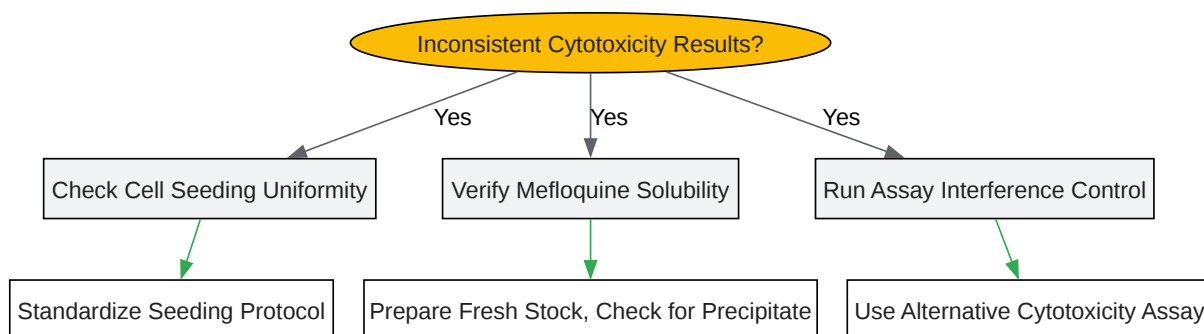 Inconsistent Cytotoxicity Results?
Yes
Yes
Yes
Check Cell Seeding Uniformity
Verify Mefloquine Solubility
Run Assay Interference Control
Standardize Seeding Protocol
Prepare Fresh Stock, Check for Precipitate
Use Alternative Cytotoxicity Assay